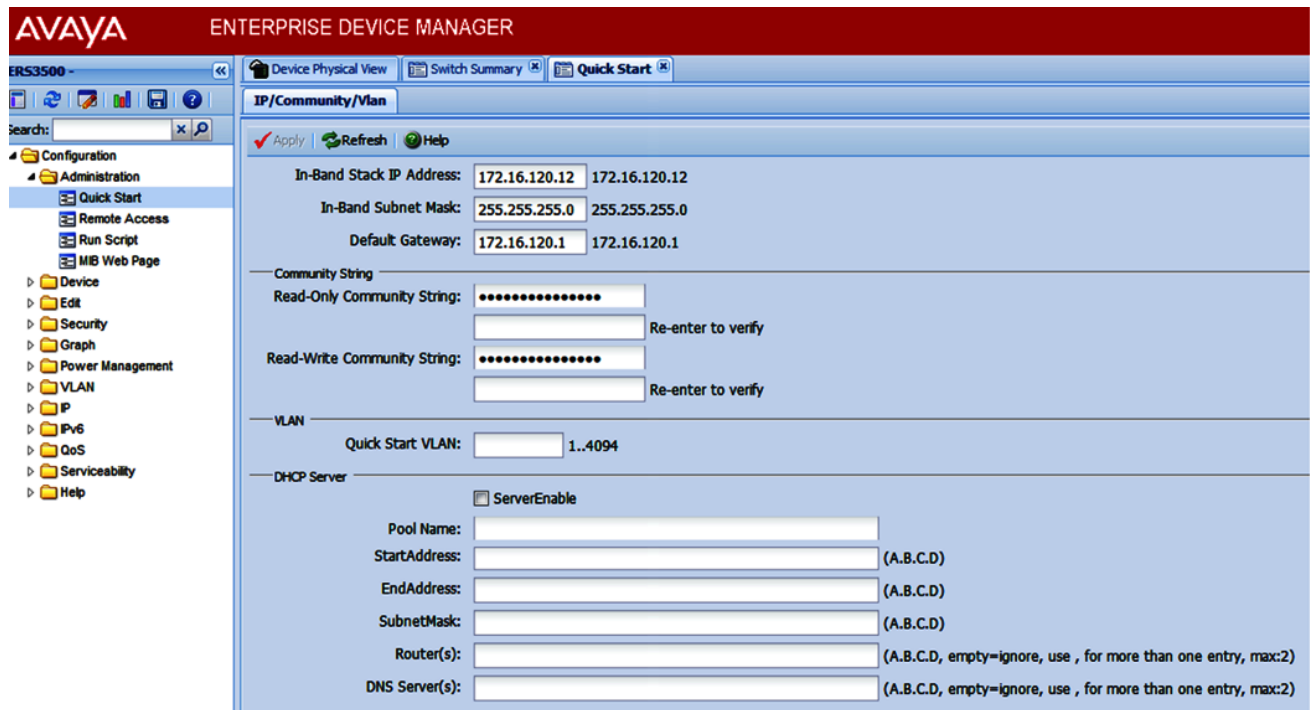 AVAYA ENTERPRISE DEVICE MANAGER
ERS3500 -
Device Physical View Switch Summary Quick Start
IP/Community/Vlan
Search:
Apply Refresh Help
Configuration
Administration
Quick Start
Remote Access
Run Script
MIB Web Page
Device
Edit
Security
Graph
Power Management
VLAN
IP
IPv6
QoS
Serviceability
Help
In-Band Stack IP Address: 172.16.120.12 172.16.120.12
In-Band Subnet Mask: 255.255.255.0 255.255.255.0
Default Gateway: 172.16.120.1 172.16.120.1
Community String
Read-Only Community String: •••••••••••••••
Re-enter to verify
Read-Write Community String: •••••••••••••••
Re-enter to verify
VLAN
Quick Start VLAN: 1..4094
DHCP Server
ServerEnable
Pool Name:
StartAddress: (A.B.C.D)
EndAddress: (A.B.C.D)
SubnetMask: (A.B.C.D)
Router(s): (A.B.C.D, empty=ignore, use , for more than one entry, max:2)
DNS Server(s): (A.B.C.D, empty=ignore, use , for more than one entry, max:2)